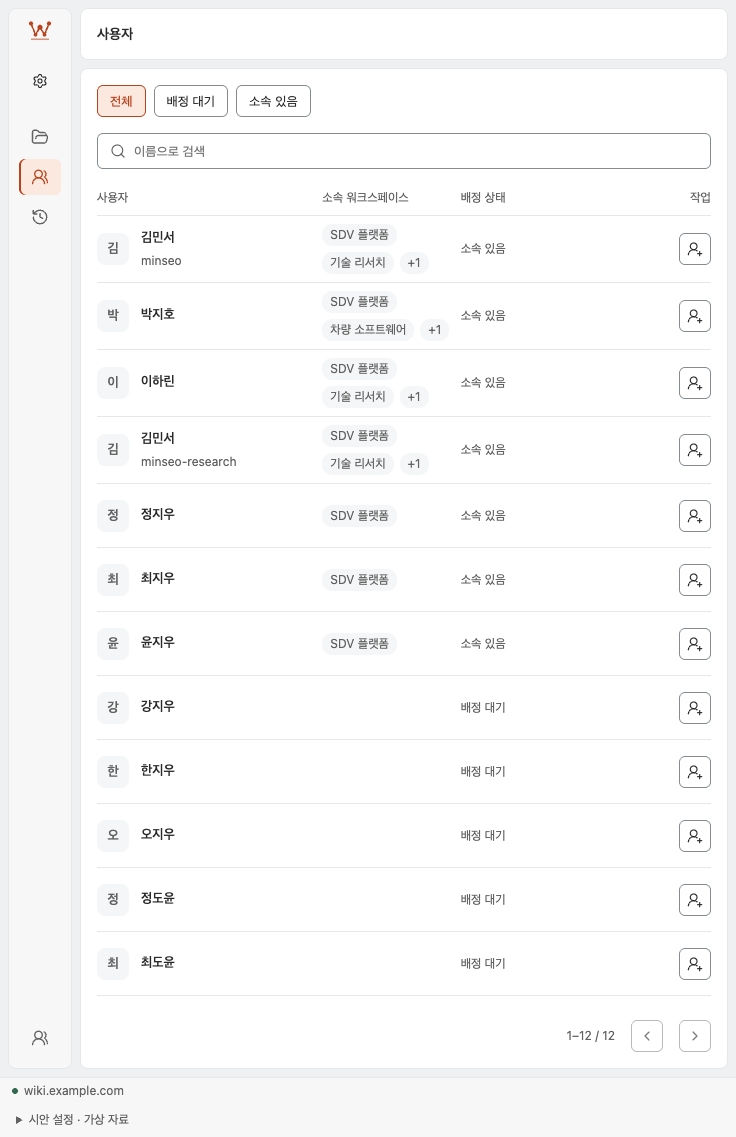 사용자
전체 배정 대기 소속 있음
이름으로 검색
사용자 소속 워크스페이스 배정 상태 작업
김 김민서 minseo SDV 플랫폼 기술 리서치 +1 소속 있음
박 박지호 SDV 플랫폼 차량 소프트웨어 +1 소속 있음
이 이하린 SDV 플랫폼 기술 리서치 +1 소속 있음
김 김민서 minseo-research SDV 플랫폼 기술 리서치 +1 소속 있음
정 정지우 SDV 플랫폼 소속 있음
최 최지우 SDV 플랫폼 소속 있음
윤 윤지우 SDV 플랫폼 소속 있음
강 강지우 배정 대기
한 한지우 배정 대기
오 오지우 배정 대기
정 정도윤 배정 대기
최 최도윤 배정 대기
1–12 / 12
wiki.example.com
시안 설정 · 가상 자료